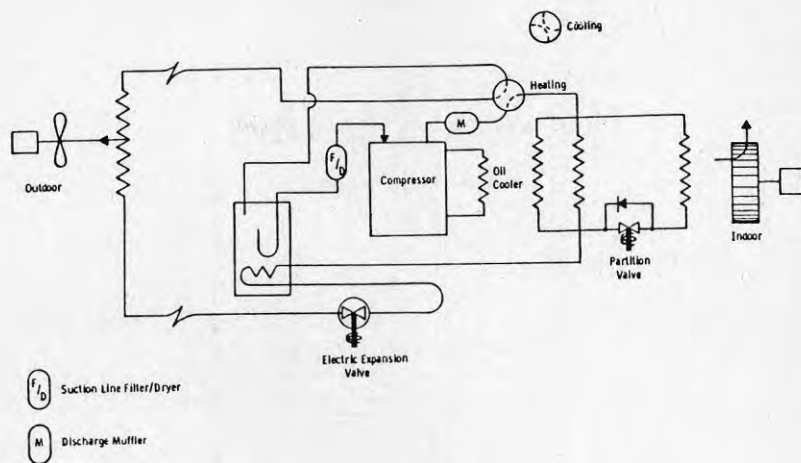 Cooling
Heating
M
F/D
Compressor
Oil
Cooler
Outdoor
Indoor
Partition
Valve
Electric Expansion
Valve
F/D Suction Line Filter/Dryer
M Discharge Muffler